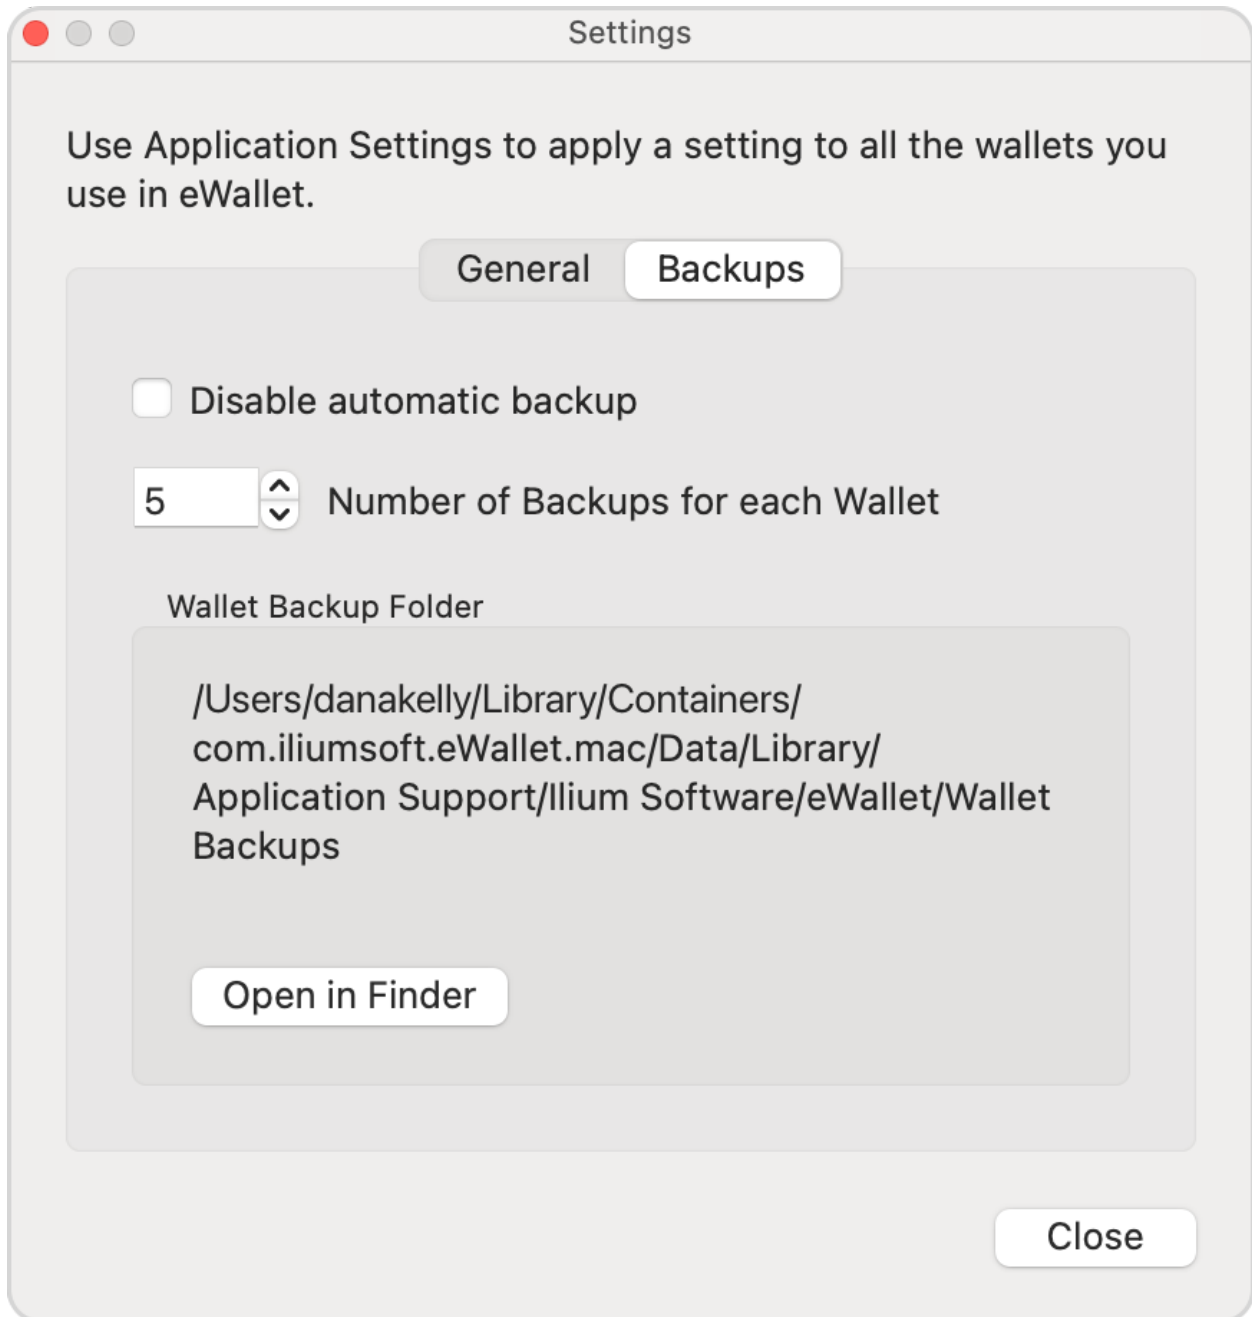 Settings
Use Application Settings to apply a setting to all the wallets you
use in eWallet.
General
Backups
Disable automatic backup
5
Number of Backups for each Wallet
Wallet Backup Folder
/Users/danakelly/Library/Containers/
com.iliumsoft.eWallet.mac/Data/Library/
Application Support/Ilium Software/eWallet/Wallet
Backups
Open in Finder
Close